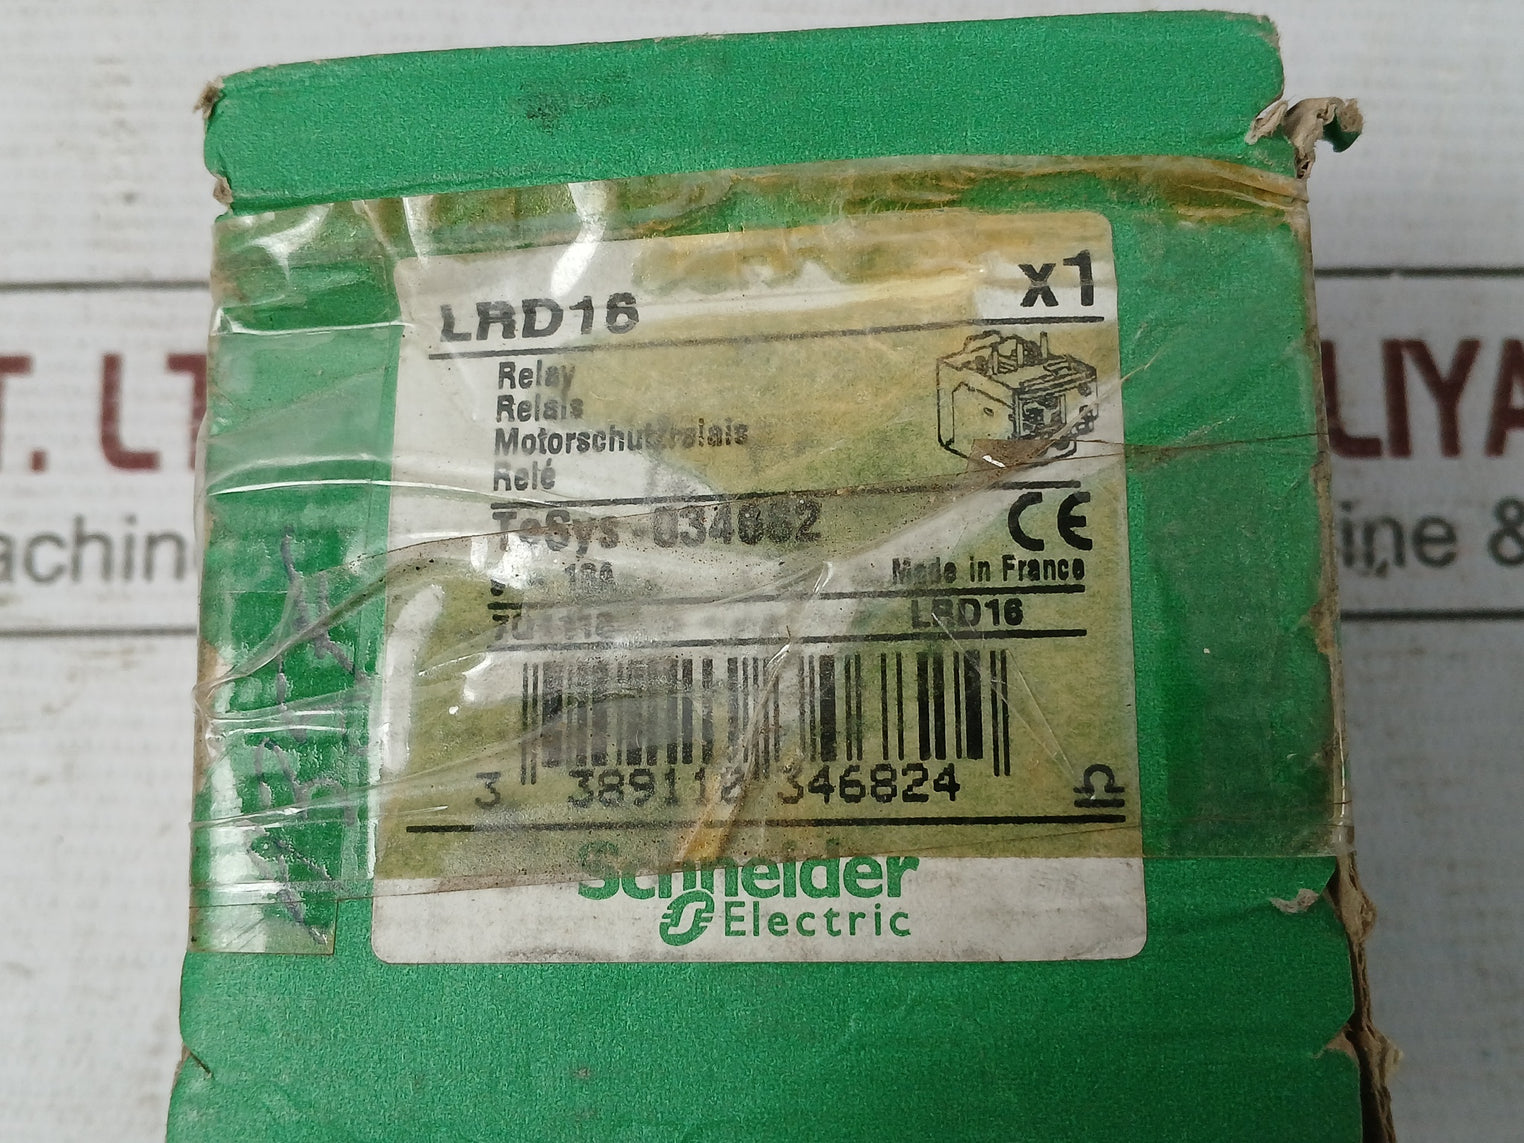 LRD16 x1
Relay
Relais
Motorschutzrelais
Relé
TeSys 034682 CE
Made in France
LRD16
3 389110 346824
Schneider
Electric
T. LT LIYA
achin ine &